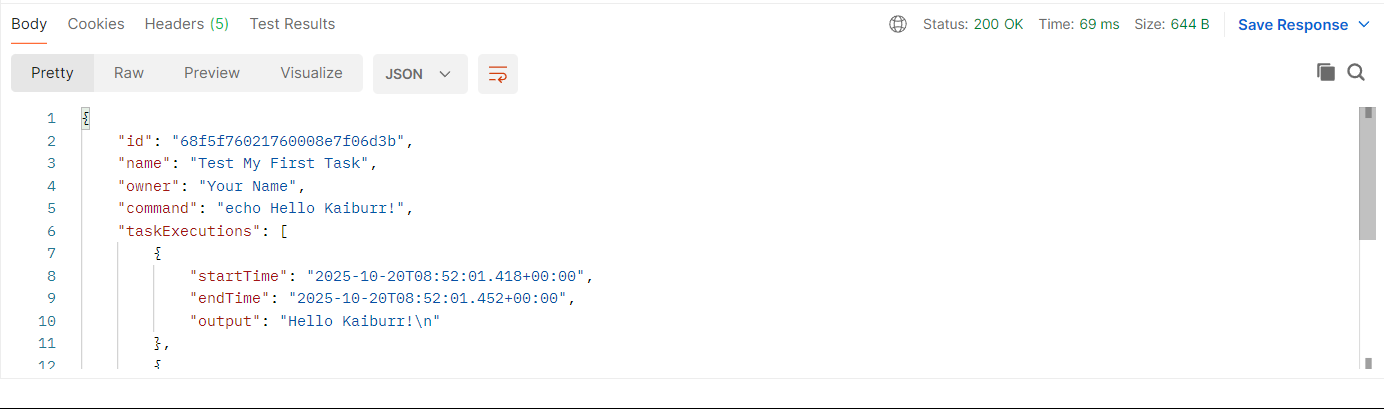 Body Cookies Headers (5) Test Results Status: 200 OK Time: 69 ms Size: 644 B Save Response
Pretty Raw Preview Visualize JSON
1 {
2 "id": "68f5f76021760008e7f06d3b",
3 "name": "Test My First Task",
4 "owner": "Your Name",
5 "command": "echo Hello Kaiburr!",
6 "taskExecutions": [
7 {
8 "startTime": "2025-10-20T08:52:01.418+00:00",
9 "endTime": "2025-10-20T08:52:01.452+00:00",
10 "output": "Hello Kaiburr!\n"
11 },
12 {